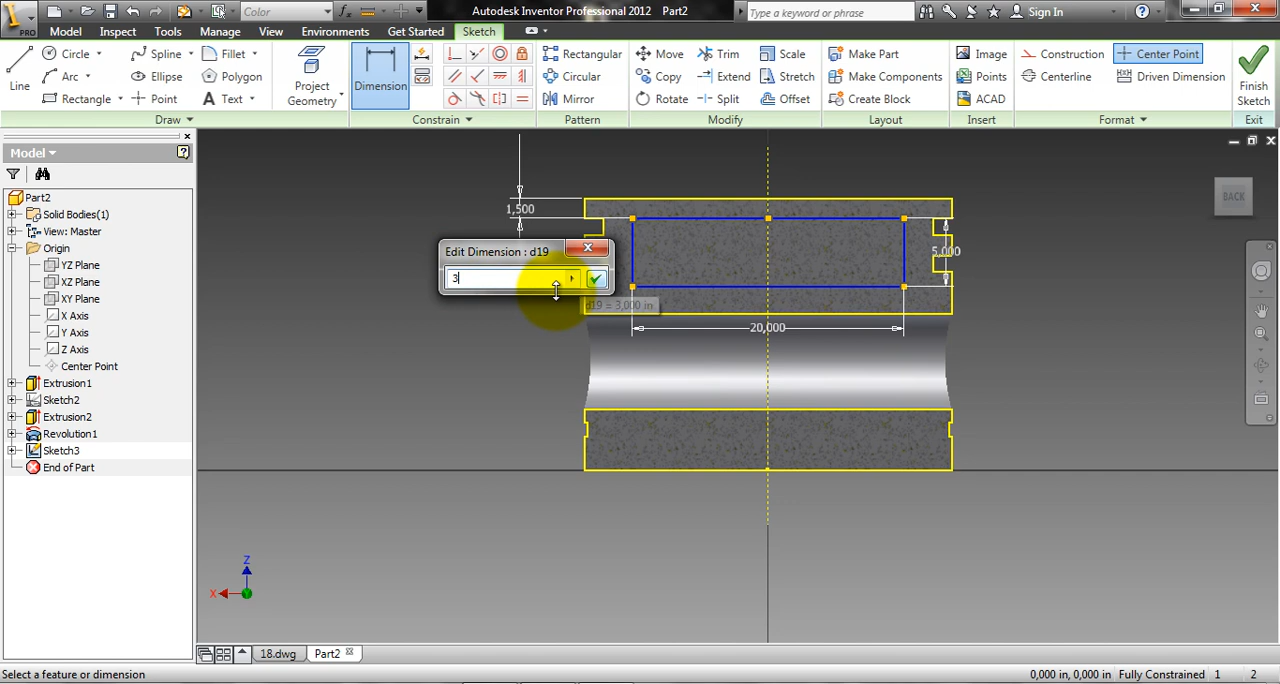 Color
Autodesk Inventor Professional 2012 Part2
Type a keyword or phrase
Sign In
PRO
Model Inspect Tools Manage View Environments Get Started Sketch
Line
Circle
Arc
Rectangle
Spline
Ellipse
Point
Fillet
Polygon
Text
Project
Geometry
Dimension
Rectangular
Circular
Mirror
Move
Copy
Rotate
Trim
Extend
Split
Scale
Stretch
Offset
Make Part
Make Components
Create Block
Image
Points
ACAD
Construction
Centerline
Center Point
Driven Dimension
Finish
Sketch
Draw
Constrain
Pattern
Modify
Layout
Insert
Format
Exit
Model
Part2
Solid Bodies(1)
View: Master
Origin
YZ Plane
XZ Plane
XY Plane
X Axis
Y Axis
Z Axis
Center Point
Extrusion1
Sketch2
Extrusion2
Revolution1
Sketch3
End of Part
BACK
1,500
5,000
Edit Dimension : d19
3
d19 = 3,000 in
20,000
Z
X
18.dwg
Part2
Select a feature or dimension
0,000 in, 0,000 in Fully Constrained 1 2